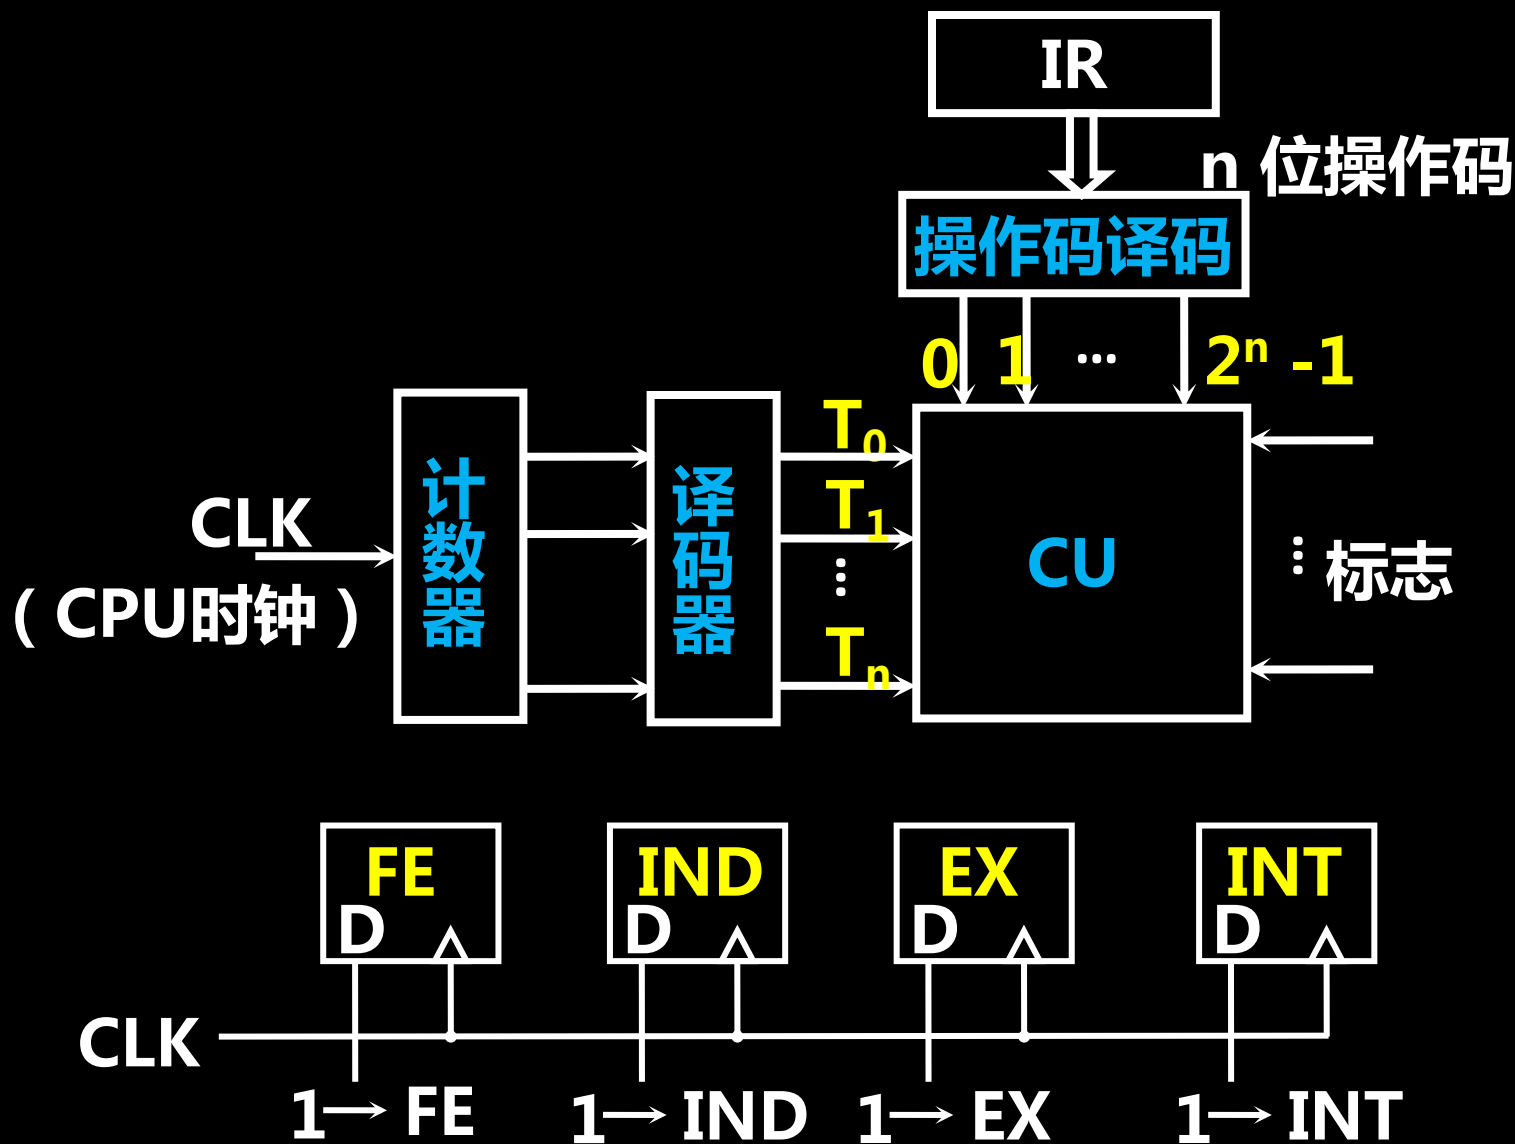 IR
n 位操作码
操作码译码
0 1 … 2ⁿ -1
T₀
T₁
⋮
Tₙ
计数器
译码器
CU
⋮ 标志
CLK
（CPU时钟）
FE IND EX INT
D D D D
CLK
1→ FE 1→ IND 1→ EX 1→ INT